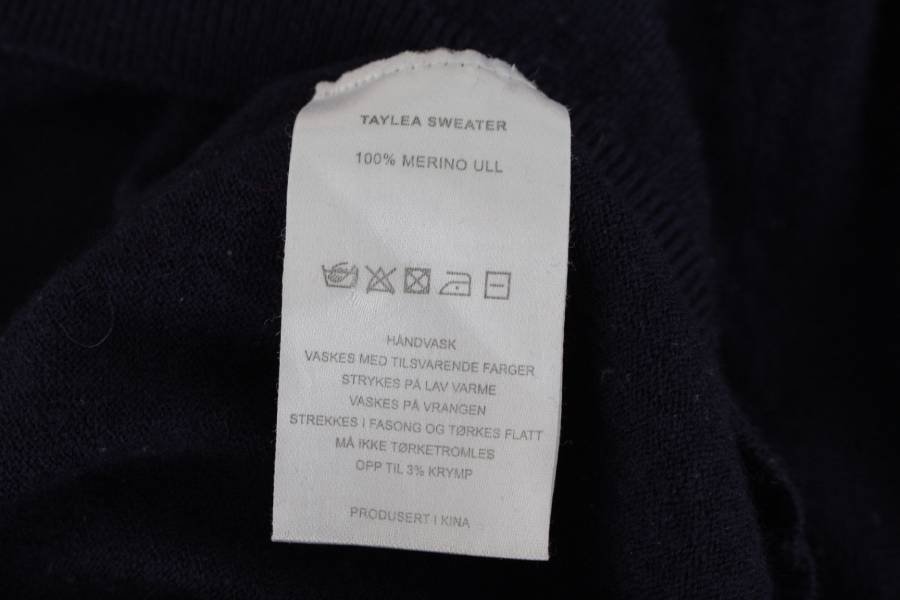 TAYLEA SWEATER
100% MERINO ULL
HÅNDVASK
VASKES MED TILSVARENDE FARGER
STRYKES PÅ LAV VARME
VASKES PÅ VRANGEN
STREKKES I FASONG OG TØRKES FLATT
MÅ IKKE TØRKETROMLES
OPP TIL 3% KRYMP
PRODUSERT I KINA